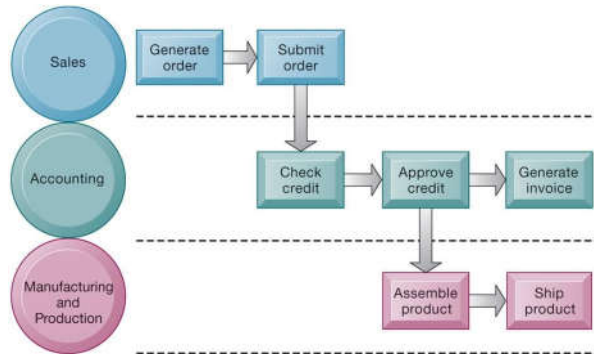 Sales
Generate
order
Submit
order
Accounting
Check
credit
Approve
credit
Generate
invoice
Manufacturing
and
Production
Assemble
product
Ship
product